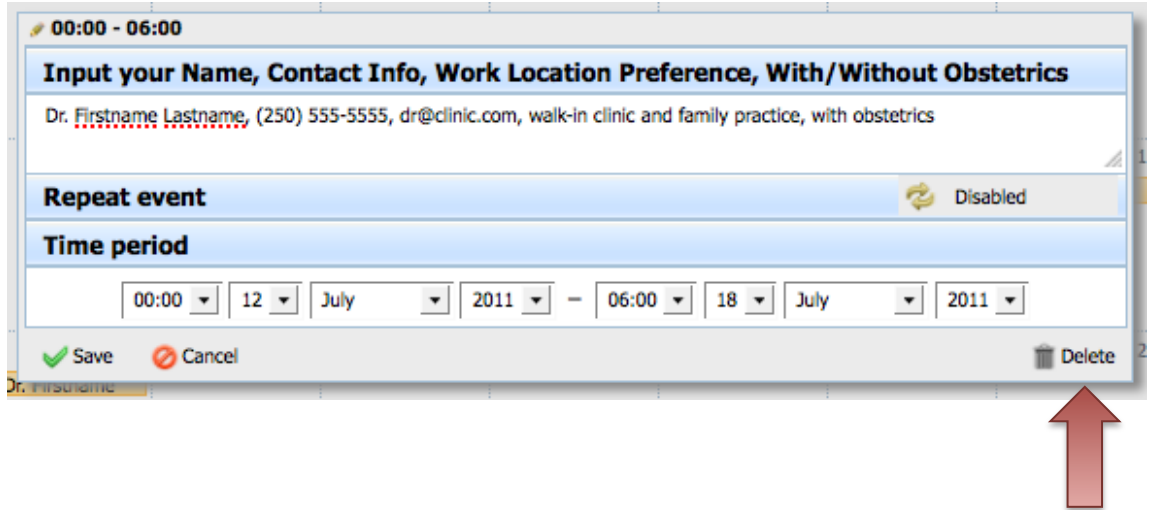 00:00 - 06:00
Input your Name, Contact Info, Work Location Preference, With/Without Obstetrics
Dr. Firstname Lastname, (250) 555-5555, dr@clinic.com, walk-in clinic and family practice, with obstetrics
1
Repeat event Disabled
Time period
00:00 12 July 2011 – 06:00 18 July 2011
Save Cancel Delete
2
Dr. Firstname